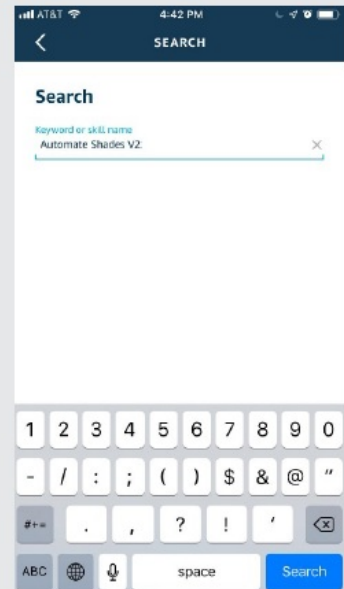 AT&T 4:42 PM
SEARCH
Search
Keyword or skill name
Automate Shades V2.
1 2 3 4 5 6 7 8 9 0
- / : ; ( ) $ & @ "
#+= . , ? ! '
ABC space Search